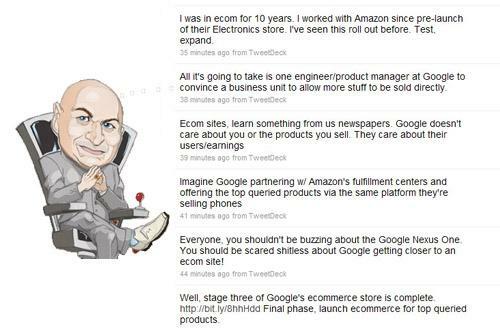 I was in ecom for 10 years. I worked with Amazon since pre-launch
of their Electronics store. I've seen this roll out before. Test,
expand.
35 minutes ago from TweetDeck
All it's going to take is one engineer/product manager at Google to
convince a business unit to allow more stuff to be sold directly.
38 minutes ago from TweetDeck
Ecom sites, learn something from us newspapers. Google doesn't
care about you or the products you sell. They care about their
users/earnings
39 minutes ago from TweetDeck
Imagine Google partnering w/ Amazon's fulfillment centers and
offering the top queried products via the same platform they're
selling phones
41 minutes ago from TweetDeck
Everyone, you shouldn't be buzzing about the Google Nexus One.
You should be scared shitless about Google getting closer to an
ecom site!
44 minutes ago from TweetDeck
Well, stage three of Google's ecommerce store is complete.
http://bit.ly/8hhHdd Final phase, launch ecommerce for top queried
products.